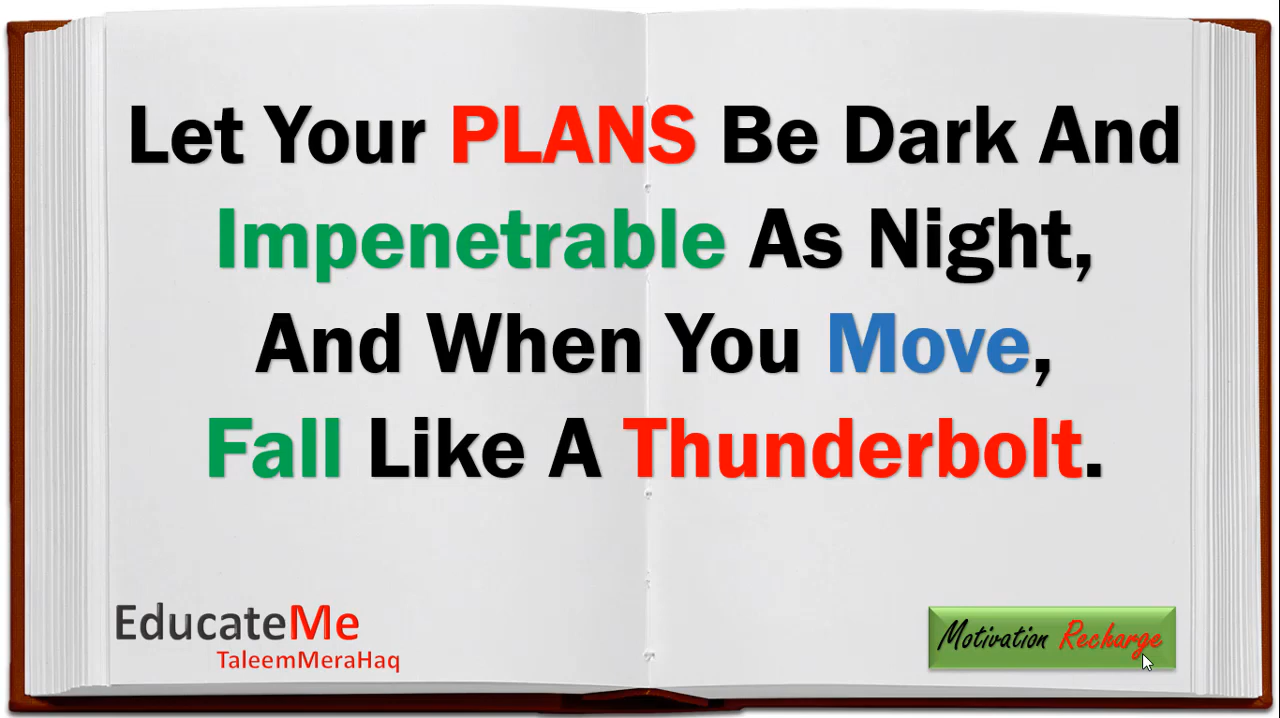 Let Your PLANS Be Dark And
Impenetrable As Night,
And When You Move,
Fall Like A Thunderbolt.
EducateMe
TaleemMeraHaq
Motivation Recharge